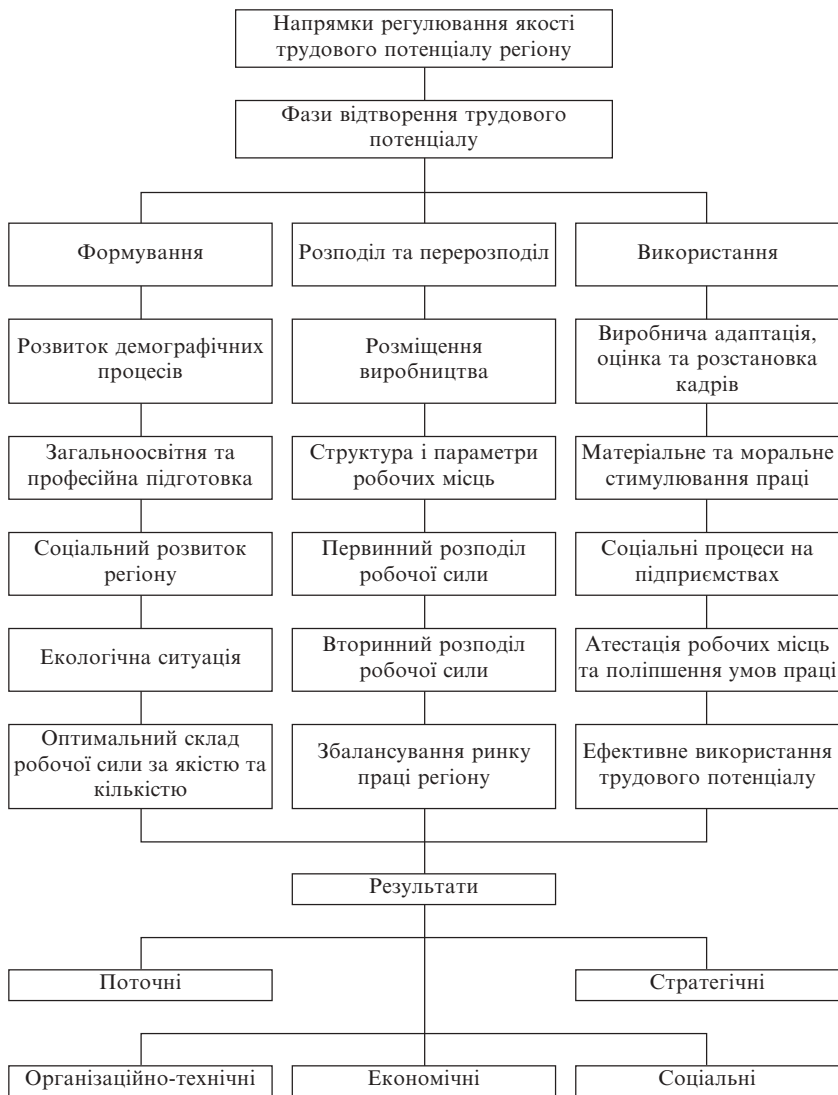 Напрямки регулювання якості
трудового потенціалу регіону
Фази відтворення трудового
потенціалу
Формування
Розподіл та перерозподіл
Використання
Розвиток демографічних
процесів
Розміщення
виробництва
Виробнича адаптація,
оцінка та розстановка
кадрів
Загальноосвітня та
професійна підготовка
Структура і параметри
робочих місць
Матеріальне та моральне
стимулювання праці
Соціальний розвиток
регіону
Первинний розподіл
робочої сили
Соціальні процеси на
підприємствах
Екологічна ситуація
Вторинний розподіл
робочої сили
Атестація робочих місць
та поліпшення умов праці
Оптимальний склад
робочої сили за якістю та
кількістю
Збалансування ринку
праці регіону
Ефективне використання
трудового потенціалу
Результати
Поточні
Стратегічні
Організаційно-технічні
Економічні
Соціальні